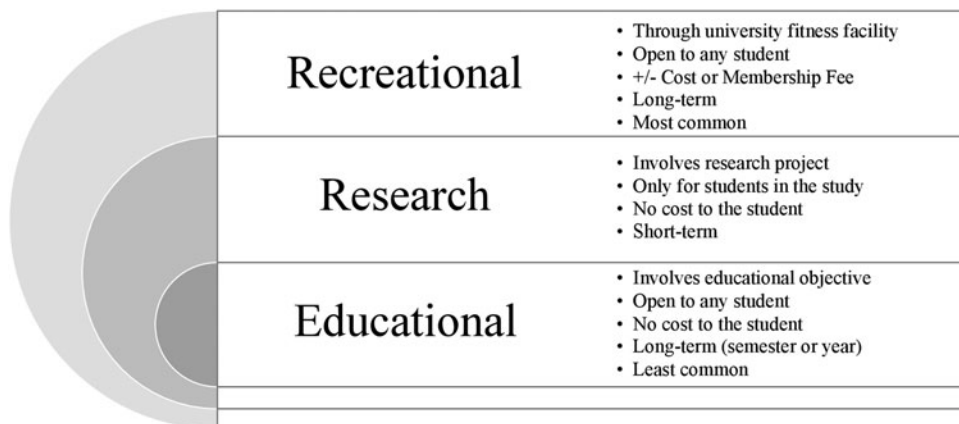 Recreational
• Through university fitness facility
• Open to any student
• +/- Cost or Membership Fee
• Long-term
• Most common
Research
• Involves research project
• Only for students in the study
• No cost to the student
• Short-term
Educational
• Involves educational objective
• Open to any student
• No cost to the student
• Long-term (semester or year)
• Least common